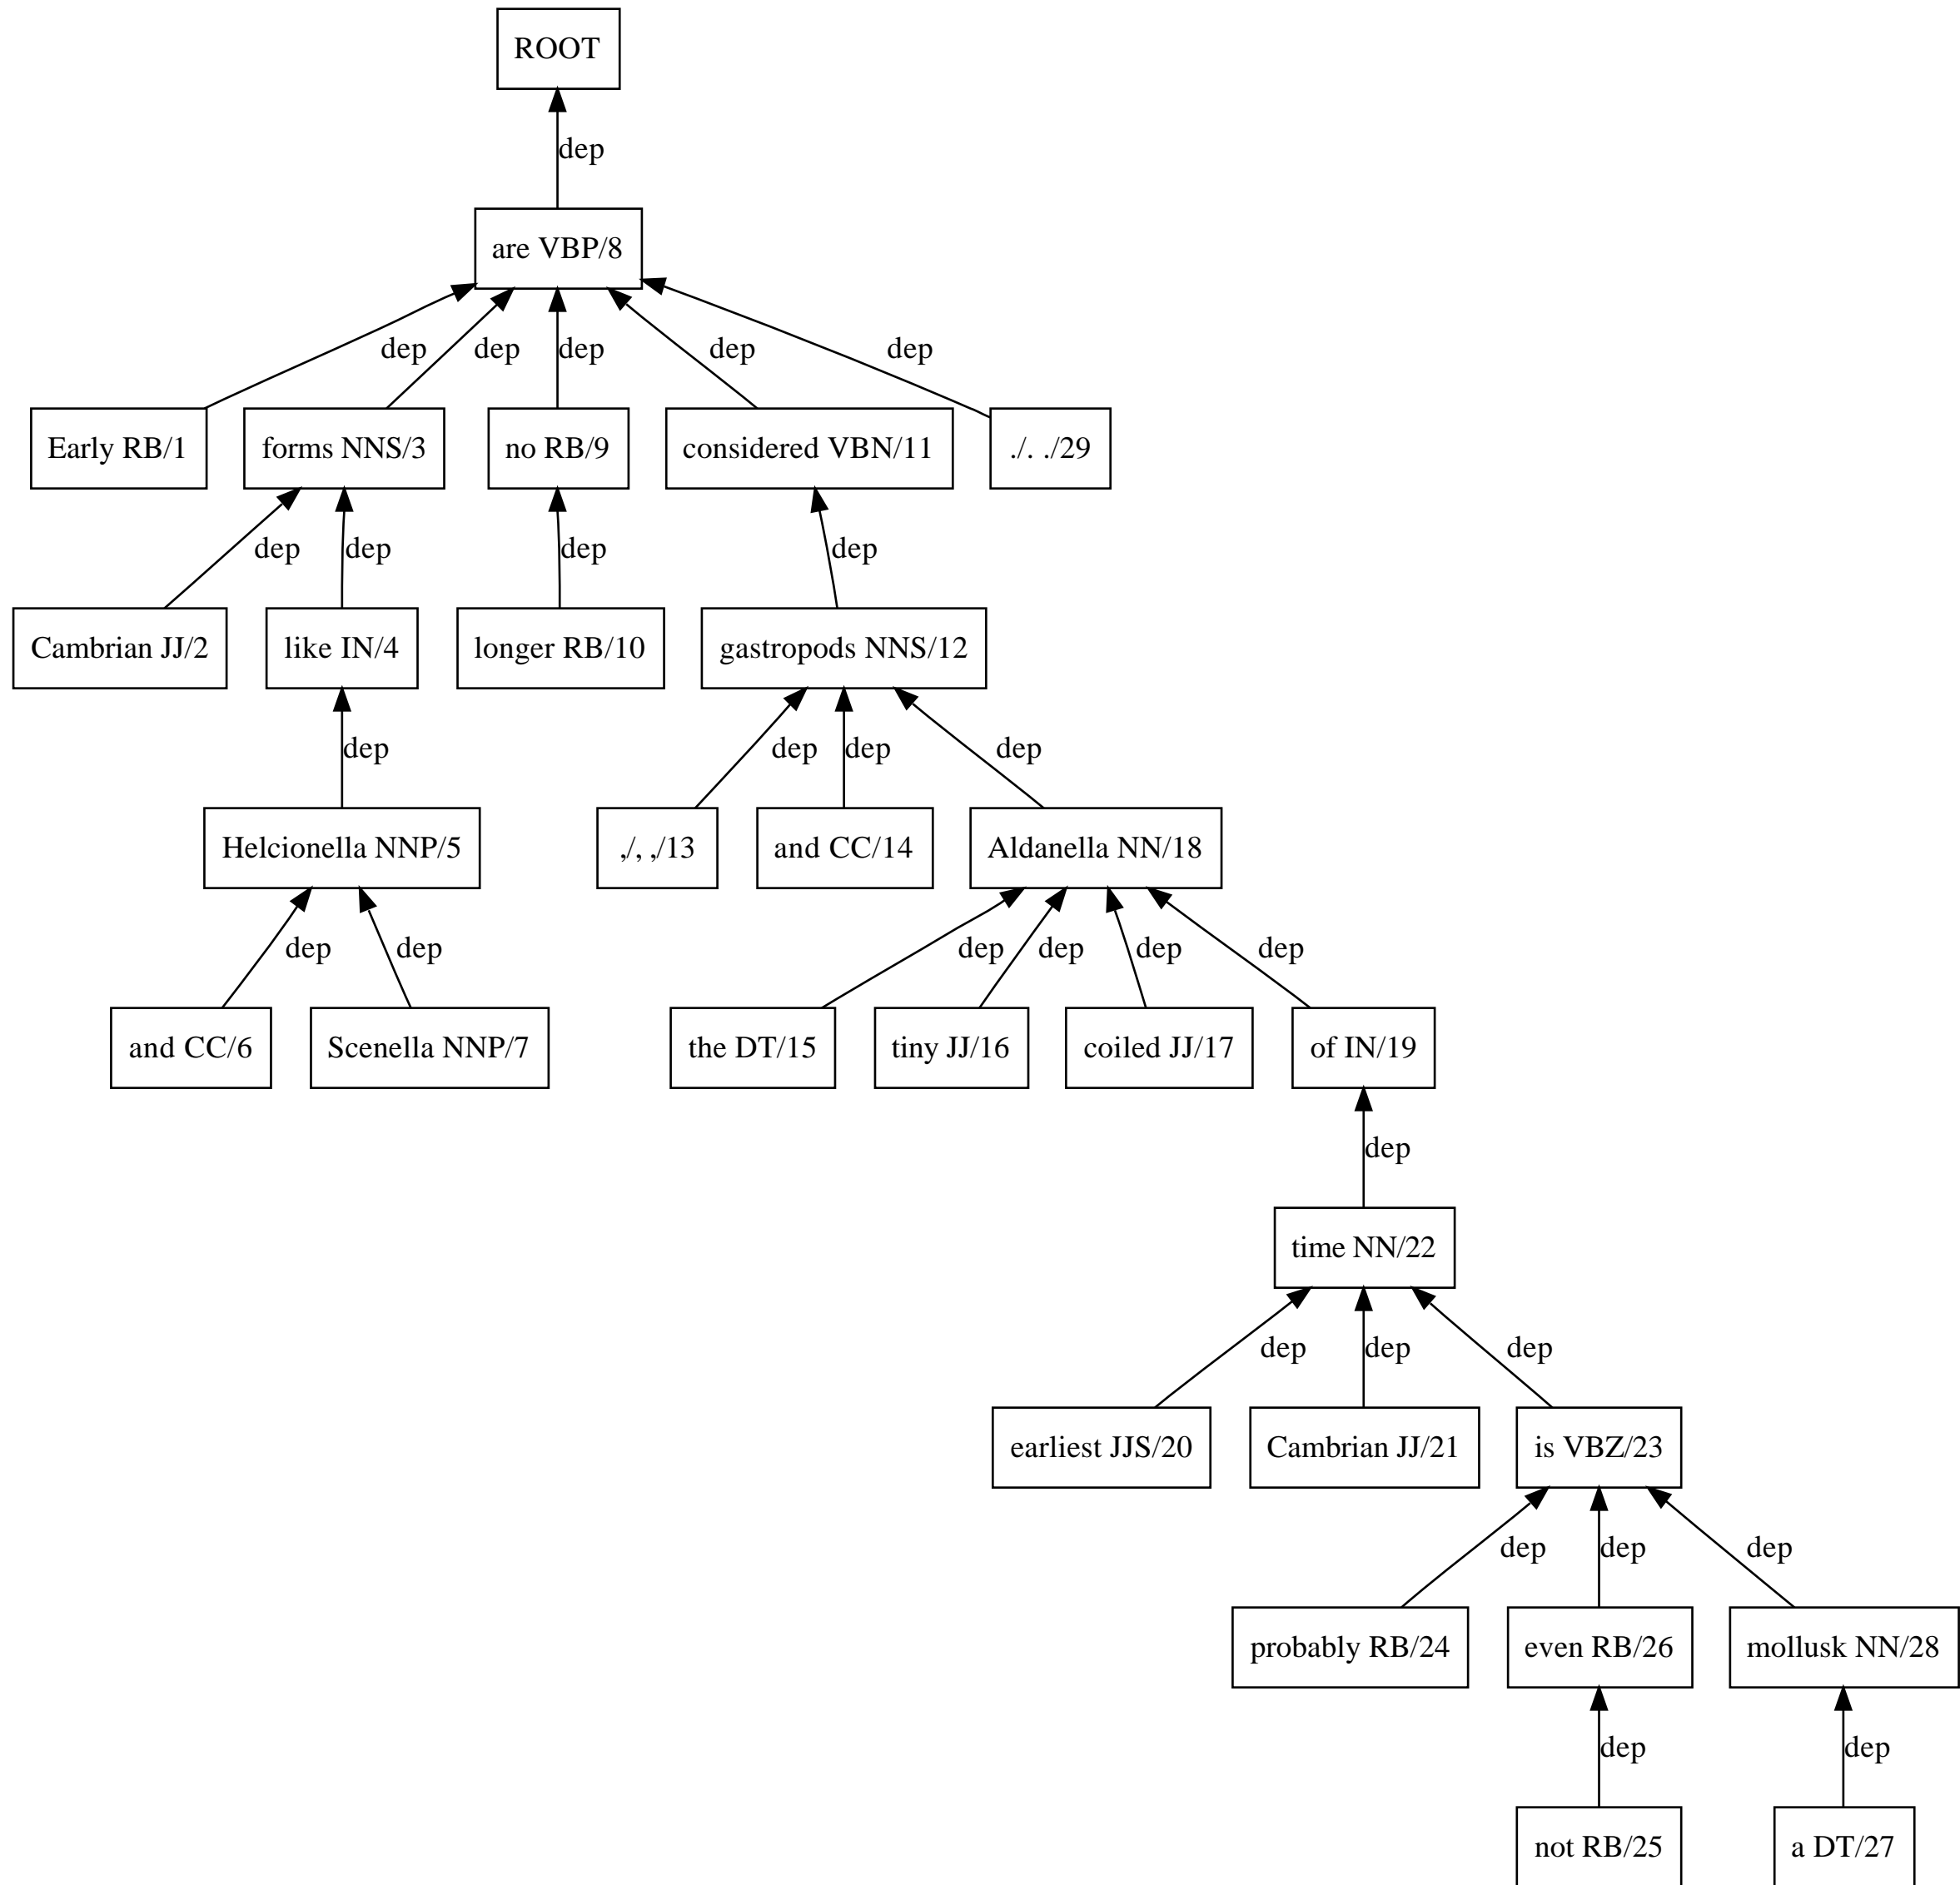 ROOT
dep
are VBP/8
dep dep dep dep dep
Early RB/1 forms NNS/3 no RB/9 considered VBN/11 ./. ./29
dep dep dep dep
Cambrian JJ/2 like IN/4 longer RB/10 gastropods NNS/12
dep dep dep dep
Helcionella NNP/5 ,/, ,/13 and CC/14 Aldanella NN/18
dep dep dep dep dep dep
and CC/6 Scenella NNP/7 the DT/15 tiny JJ/16 coiled JJ/17 of IN/19
dep
time NN/22
dep dep dep
earliest JJS/20 Cambrian JJ/21 is VBZ/23
dep dep dep
probably RB/24 even RB/26 mollusk NN/28
dep dep
not RB/25 a DT/27